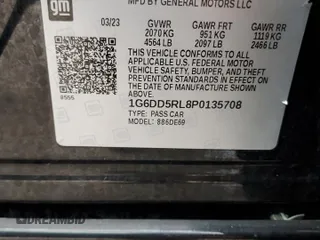 gm
MFD BY GENERAL MOTORS LLC
03/23 GVWR GAWR FRT GAWR RR
2070 KG 951 KG 1119 KG
4564 LB 2097 LB 2466 LB
THIS VEHICLE CONFORMS TO ALL
APPLICABLE U.S. FEDERAL MOTOR
VEHICLE SAFETY, BUMPER, AND THEFT
PREVENTION STANDARDS IN EFFECT ON
THE DATE OF MANUFACTURE SHOWN ABOVE.
1G6DD5RL8P0135708
TYPE: PASS CAR
MODEL: 6DE69
DREAMBID